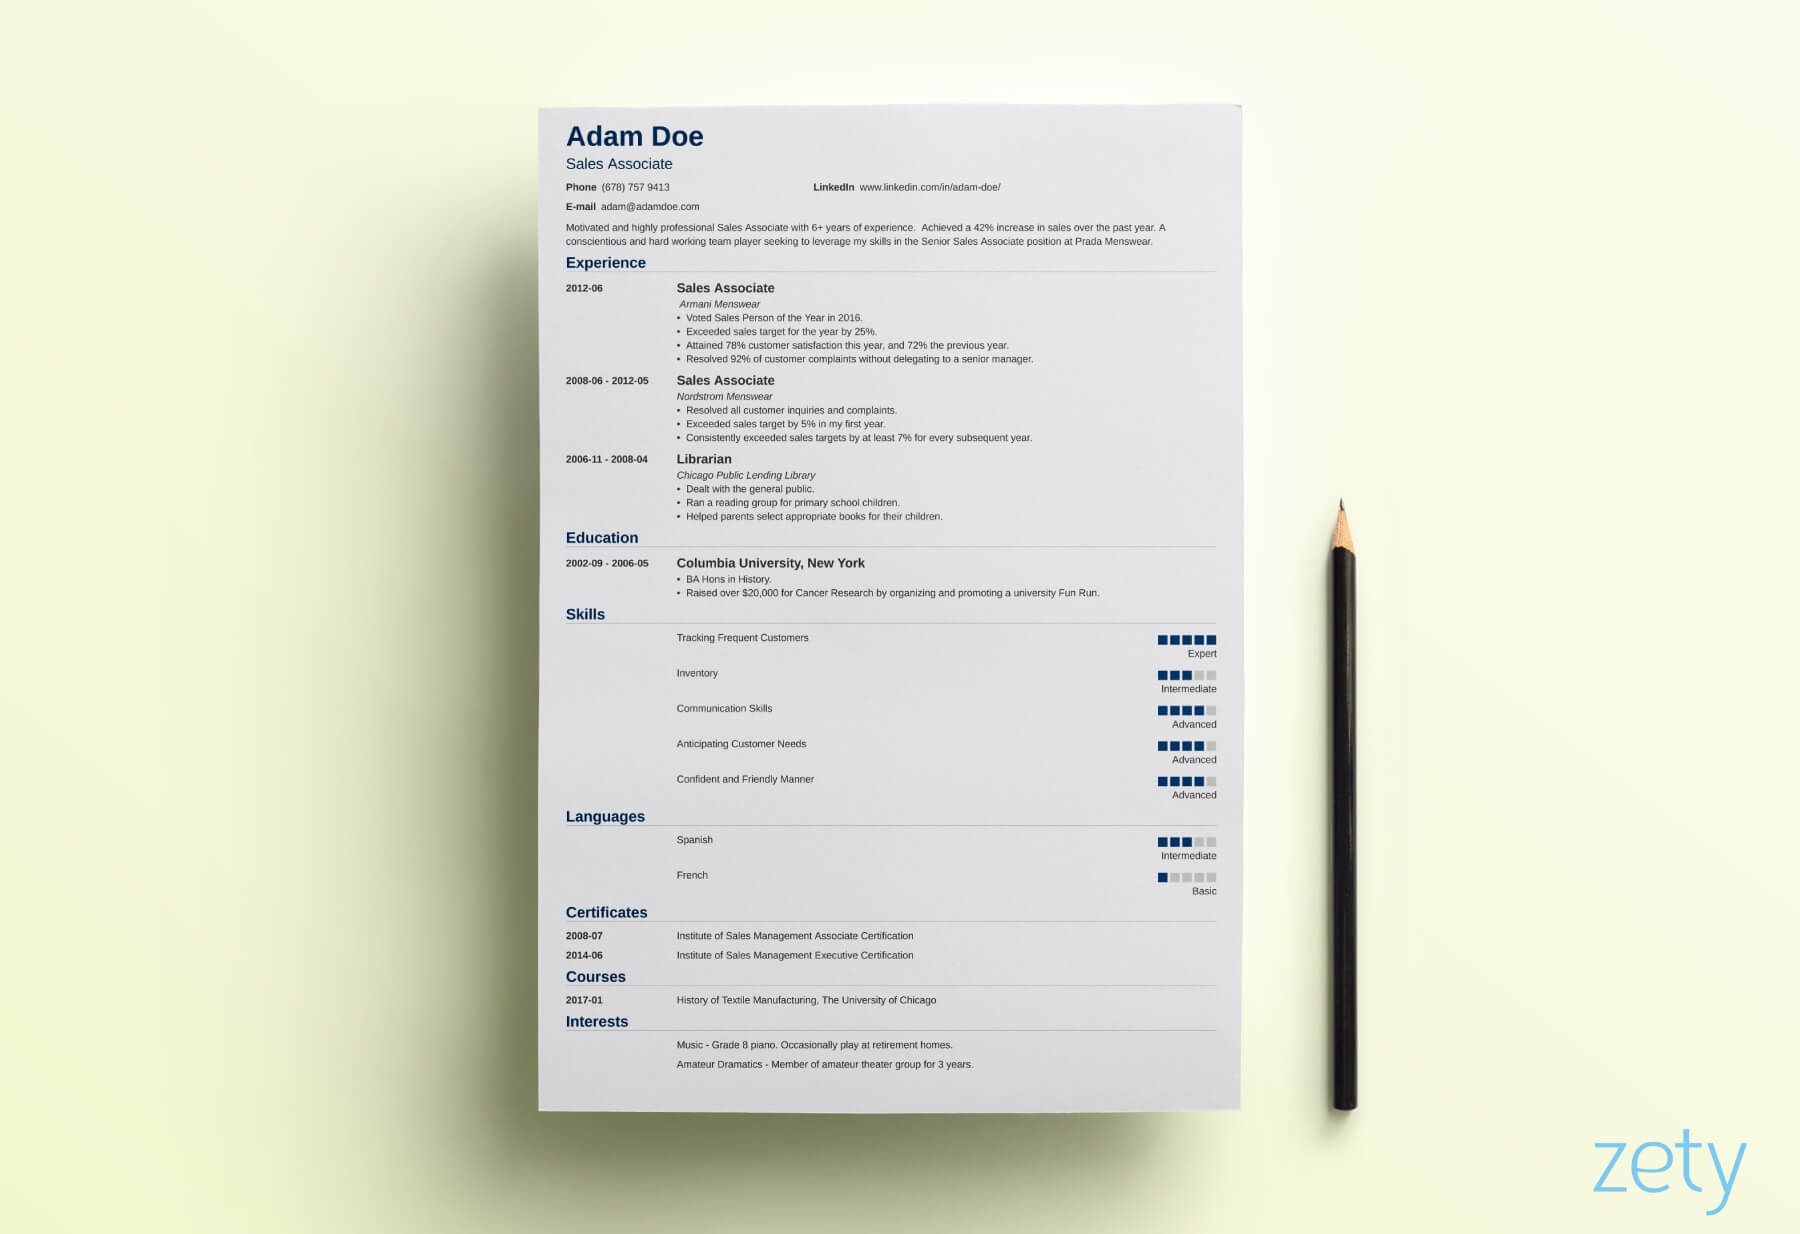 Adam Doe
Sales Associate
Phone (678) 757 9413 LinkedIn www.linkedin.com/in/adam-doe/
E-mail adam@adamdoe.com
Motivated and highly professional Sales Associate with 6+ years of experience. Achieved a 42% increase in sales over the past year. A
conscientious and hard working team player seeking to leverage my skills in the Senior Sales Associate position at Prada Menswear.
Experience
2012-06 Sales Associate
Armani Menswear
• Voted Sales Person of the Year in 2016.
• Exceeded sales target for the year by 25%.
• Attained 78% customer satisfaction this year, and 72% the previous year.
• Resolved 92% of customer complaints without delegating to a senior manager.
2008-06 - 2012-05 Sales Associate
Nordstrom Menswear
• Resolved all customer inquiries and complaints.
• Exceeded sales target by 5% in my first year.
• Consistently exceeded sales targets by at least 7% for every subsequent year.
2006-11 - 2008-04 Librarian
Chicago Public Lending Library
• Dealt with the general public.
• Ran a reading group for primary school children.
• Helped parents select appropriate books for their children.
Education
2002-09 - 2006-05 Columbia University, New York
• BA Hons in History.
• Raised over $20,000 for Cancer Research by organizing and promoting a university Fun Run.
Skills
Tracking Frequent Customers
Expert
Inventory
Intermediate
Communication Skills
Advanced
Anticipating Customer Needs
Advanced
Confident and Friendly Manner
Advanced
Languages
Spanish
Intermediate
French
Basic
Certificates
2008-07 Institute of Sales Management Associate Certification
2014-06 Institute of Sales Management Executive Certification
Courses
2017-01 History of Textile Manufacturing, The University of Chicago
Interests
Music - Grade 8 piano. Occasionally play at retirement homes.
Amateur Dramatics - Member of amateur theater group for 3 years.
zety